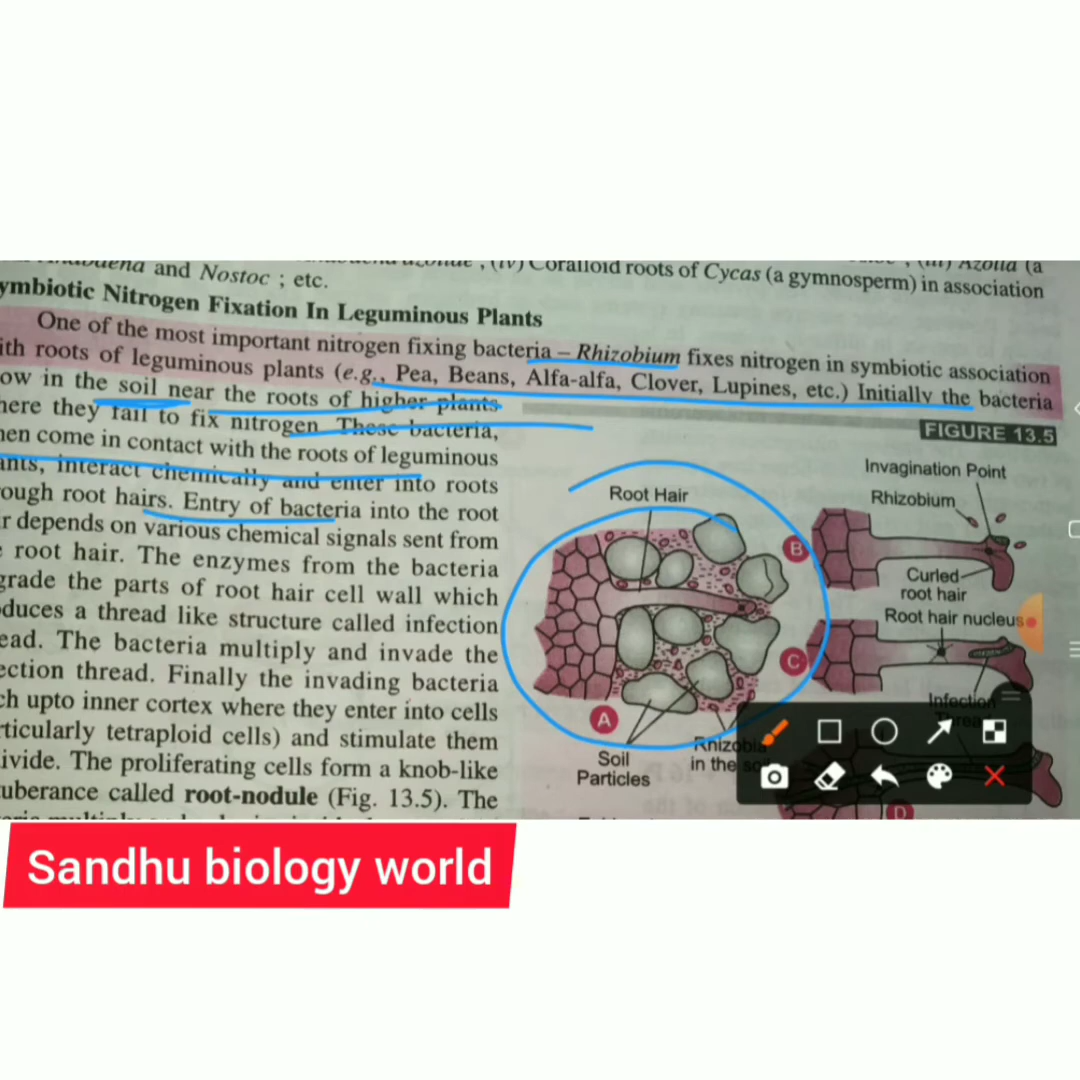 and Nostoc ; etc.
(iv) Coralloid roots of Cycas (a gymnosperm) in association
(iii) Azolla (a
ymbiotic Nitrogen Fixation In Leguminous Plants
One of the most important nitrogen fixing bacteria – Rhizobium fixes nitrogen in symbiotic association
ith roots of leguminous plants (e.g., Pea, Beans, Alfa-alfa, Clover, Lupines, etc.) Initially the bacteria
ow in the soil near the roots of higher plants
here they fail to fix nitrogen. These bacteria,
hen come in contact with the roots of leguminous
ants, interact chemically and enter into roots
rough root hairs. Entry of bacteria into the root
r depends on various chemical signals sent from
e root hair. The enzymes from the bacteria
grade the parts of root hair cell wall which
duces a thread like structure called infection
ead. The bacteria multiply and invade the
ection thread. Finally the invading bacteria
ch upto inner cortex where they enter into cells
rticularly tetraploid cells) and stimulate them
ivide. The proliferating cells form a knob-like
uberance called root-nodule (Fig. 13.5). The
FIGURE 13.5
Root Hair
A
Soil
Particles
Rhizobia
in the
Invagination Point
Rhizobium
B
Curled
root hair
Root hair nucleus
C
Infection
D
Sandhu biology world